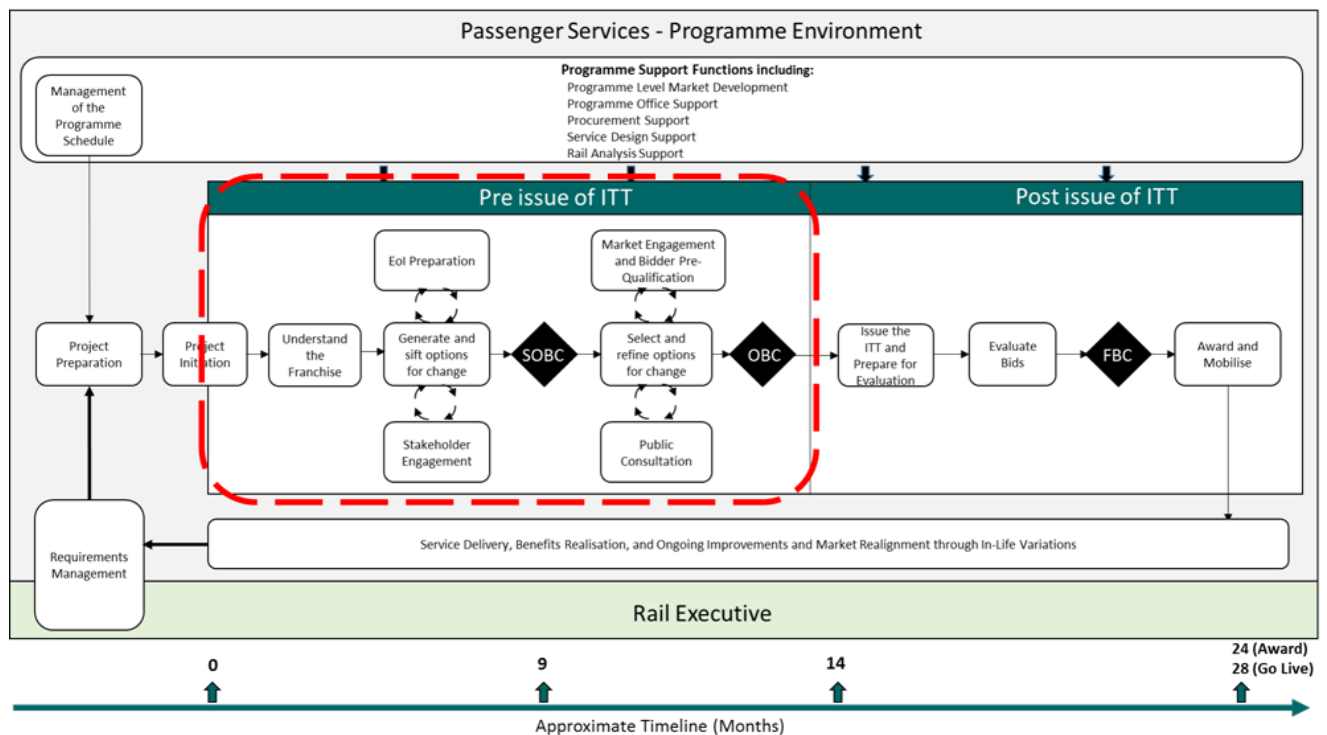 Passenger Services - Programme Environment
Programme Support Functions including:
Programme Level Market Development
Programme Office Support
Procurement Support
Service Design Support
Rail Analysis Support
Management
of the
Programme
Schedule
Pre issue of ITT
Post issue of ITT
EoI Preparation
Market Engagement
and Bidder Pre-
Qualification
Project
Preparation
Project
Initiation
Understand
the
Franchise
Generate and
sift options
for change
SOBC
Select and
refine options
for change
OBC
Issue the
ITT and
Prepare for
Evaluation
Evaluate
Bids
FBC
Award and
Mobilise
Stakeholder
Engagement
Public
Consultation
Requirements
Management
Service Delivery, Benefits Realisation, and Ongoing Improvements and Market Realignment through In-Life Variations
Rail Executive
0
9
14
24 (Award)
28 (Go Live)
Approximate Timeline (Months)